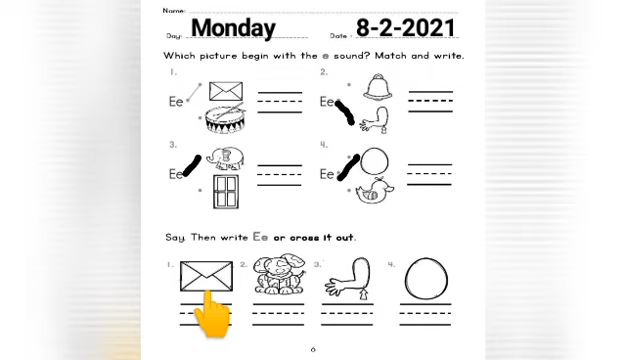 Name:
Day: Monday Date : 8-2-2021
Which picture begin with the e sound? Match and write.
1. 2.
Ee Ee
3. 4.
Ee Ee
Say. Then write Ee or cross it out.
1. 2. 3. 4.
6